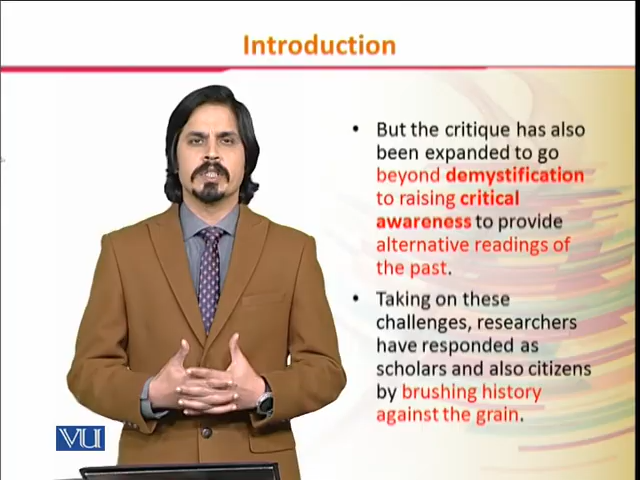 Introduction
• But the critique has also
been expanded to go
beyond demystification
to raising critical
awareness to provide
alternative readings of
the past.
• Taking on these
challenges, researchers
have responded as
scholars and also citizens
by brushing history
against the grain.
VU